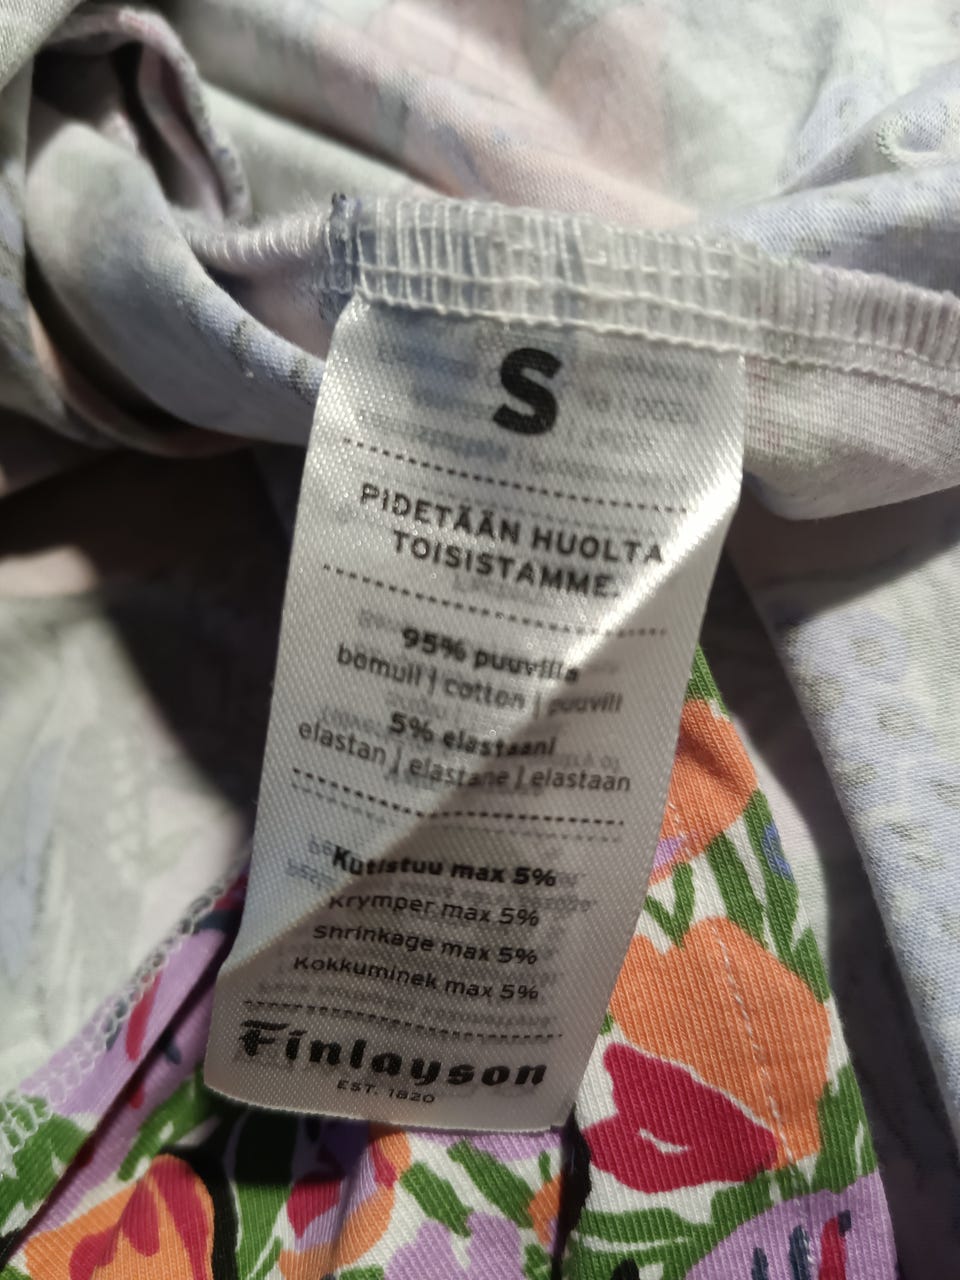 S
PIDETÄÄN HUOLTA
TOISISTAMME.
95% puuvilla
bomull | cotton | puuvill
5% elastaani
elastan | elastane | elastaan
Kutistuu max 5%
Krymper max 5%
Shrinkage max 5%
Kokkuminek max 5%
Finlayson
EST. 1820